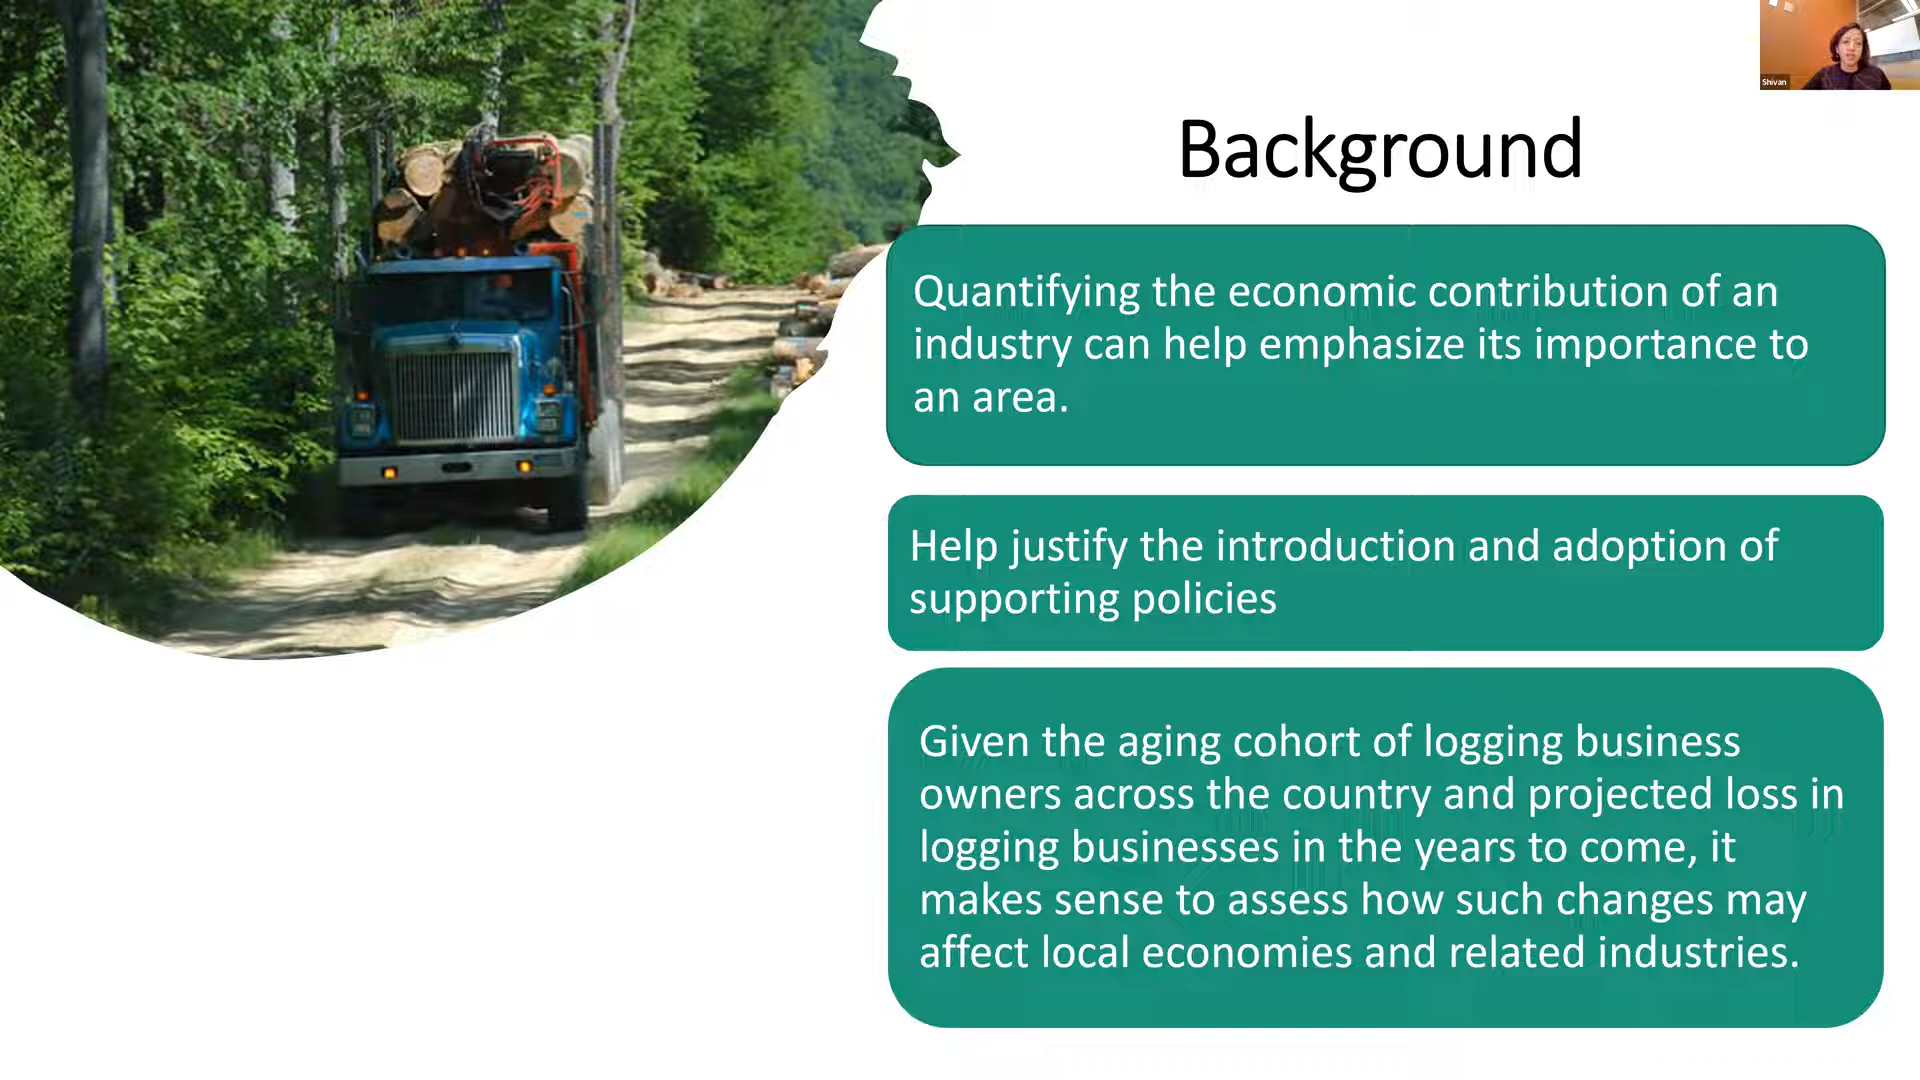 Shivan
Background
Quantifying the economic contribution of an
industry can help emphasize its importance to
an area.
Help justify the introduction and adoption of
supporting policies
Given the aging cohort of logging business
owners across the country and projected loss in
logging businesses in the years to come, it
makes sense to assess how such changes may
affect local economies and related industries.